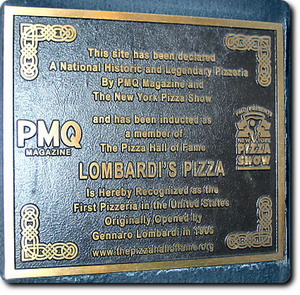 This site has been declared
A National Historic and Legendary Pizzeria
By PMQ Magazine and
The New York Pizza Show
and has been inducted as
a member of
The Pizza Hall of Fame
PMQ
MAGAZINE
NEW YORK
PIZZA
SHOW
LOMBARDI'S PIZZA
Is Hereby Recognized as the
First Pizzeria in the United States
Originally Opened by
Gennaro Lombardi in 1905
www.thepizzahalloffame.org